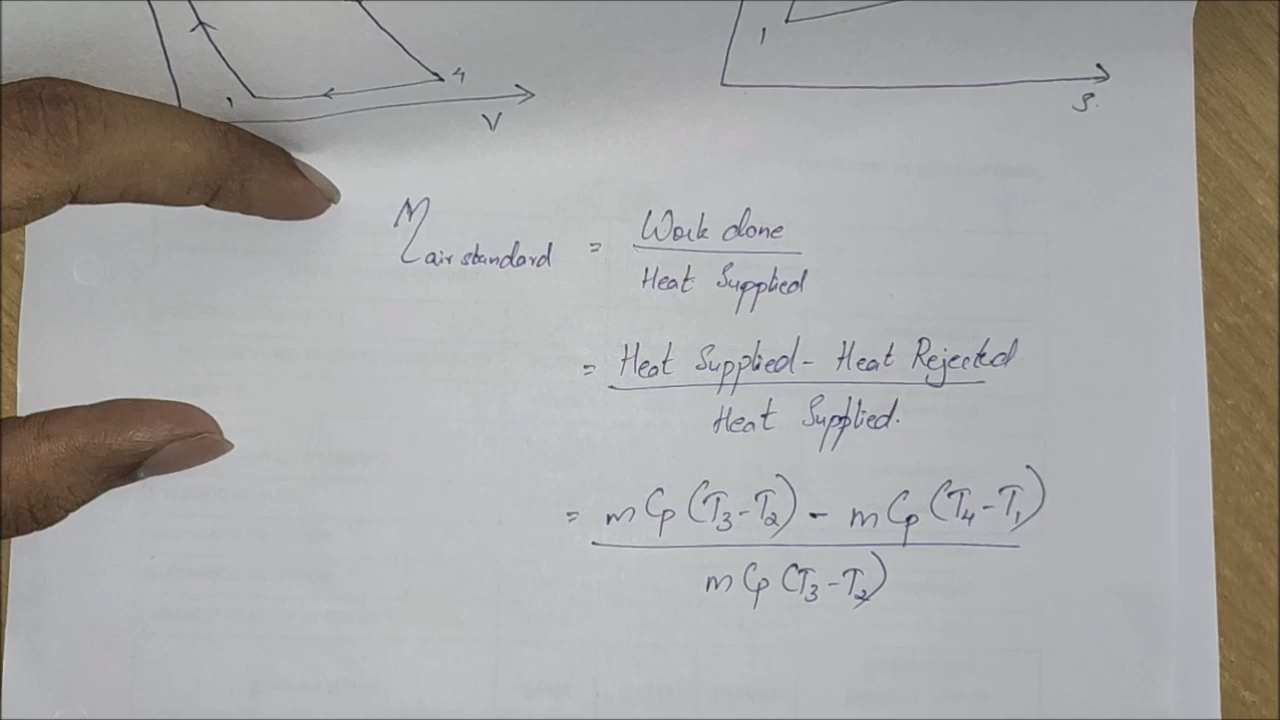 1
4
V
1
S.
η air standard = Work done / Heat Supplied
= Heat Supplied - Heat Rejected / Heat Supplied.
= m Cp (T3 - T2) - m Cp (T4 - T1) / m Cp (T3 - T2)